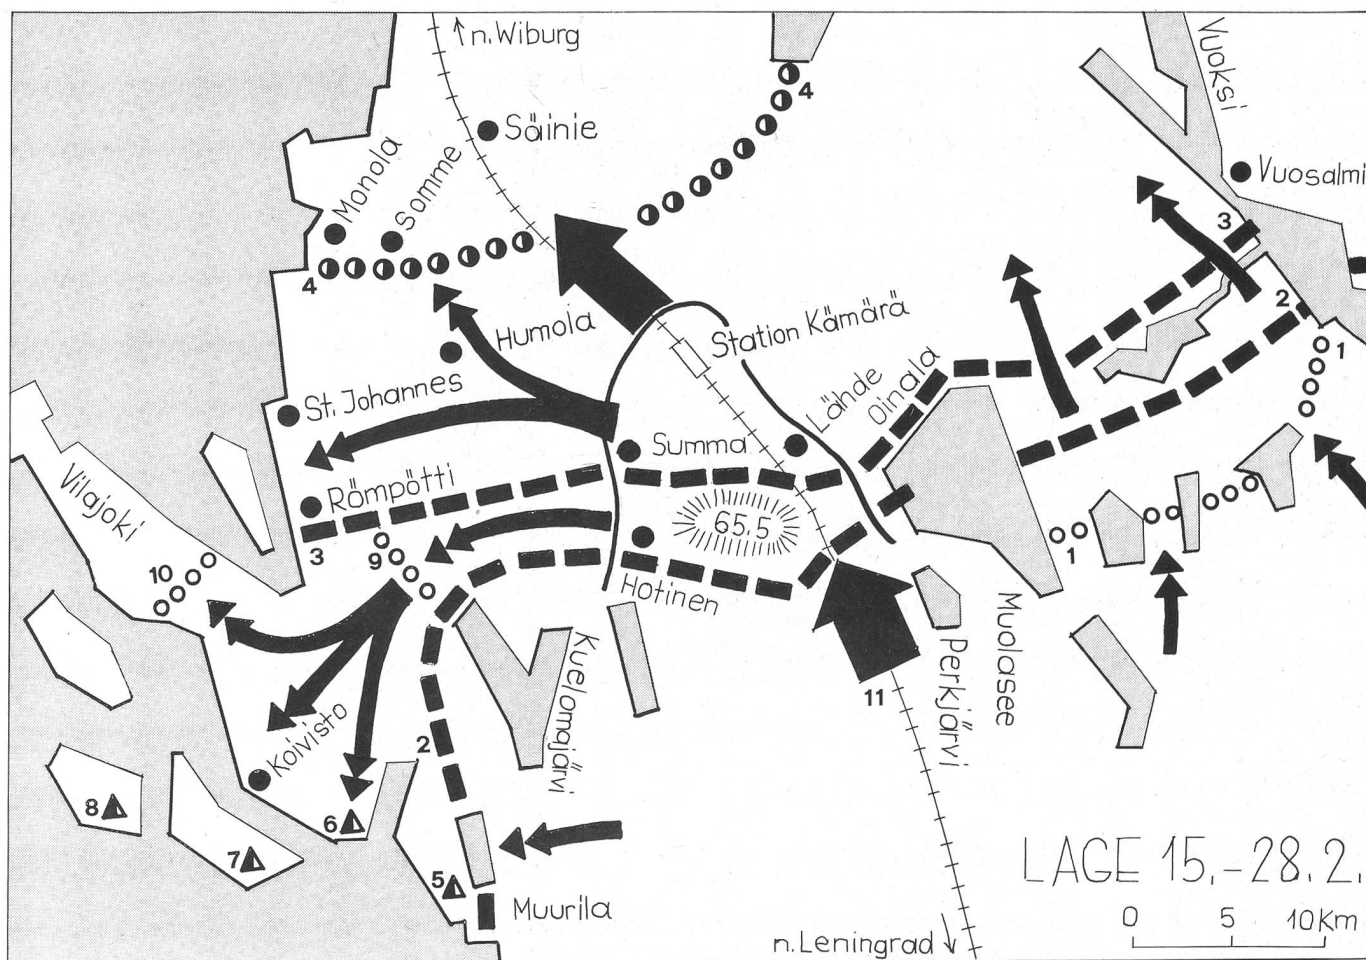 ↑ n. Wiburg
4
Vuoksi
Säinie
Monola
Somme
Vuosalmi
3
4
2
1
Humola
Station Kämärä
St. Johannes
Lähde
Oinala
Summa
Römpötti
Vilajoki
65.5
3
9
1
10
Hotinen
Muolasee
Kuelomajärvi
Perkjärvi
11
Koivisto
2
8
6
7
5
Muurila
LAGE 15.-28.2.
0 5 10Km
n. Leningrad ↓